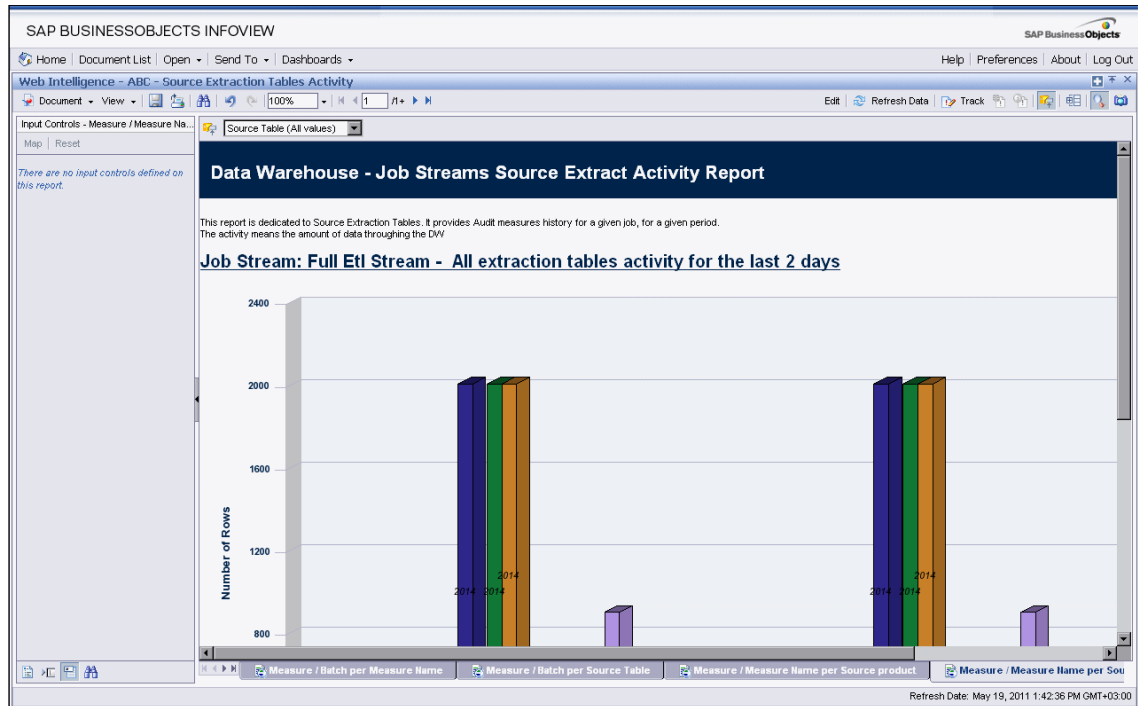 SAP BUSINESSOBJECTS INFOVIEW
SAP BusinessObjects
Home | Document List | Open | Send To | Dashboards
Help | Preferences | About | Log Out
Web Intelligence - ABC - Source Extraction Tables Activity
Document View 100% 1 /1+
Edit Refresh Data Track
Input Controls - Measure / Measure Na...
Map | Reset
There are no input controls defined on
this report.
Source Table (All values)
Data Warehouse - Job Streams Source Extract Activity Report
This report is dedicated to Source Extraction Tables. It provides Audit measures history for a given job, for a given period.
The activity means the amount of data throughing the DW
Job Stream: Full Etl Stream - All extraction tables activity for the last 2 days
2400
2000
1600
1200
800
Number of Rows
2014 2014 2014
2014 2014 2014
Measure / Batch per Measure Name
Measure / Batch per Source Table
Measure / Measure Name per Source product
Measure / Measure Name per Sou
Refresh Date: May 19, 2011 1:42:36 PM GMT+03:00